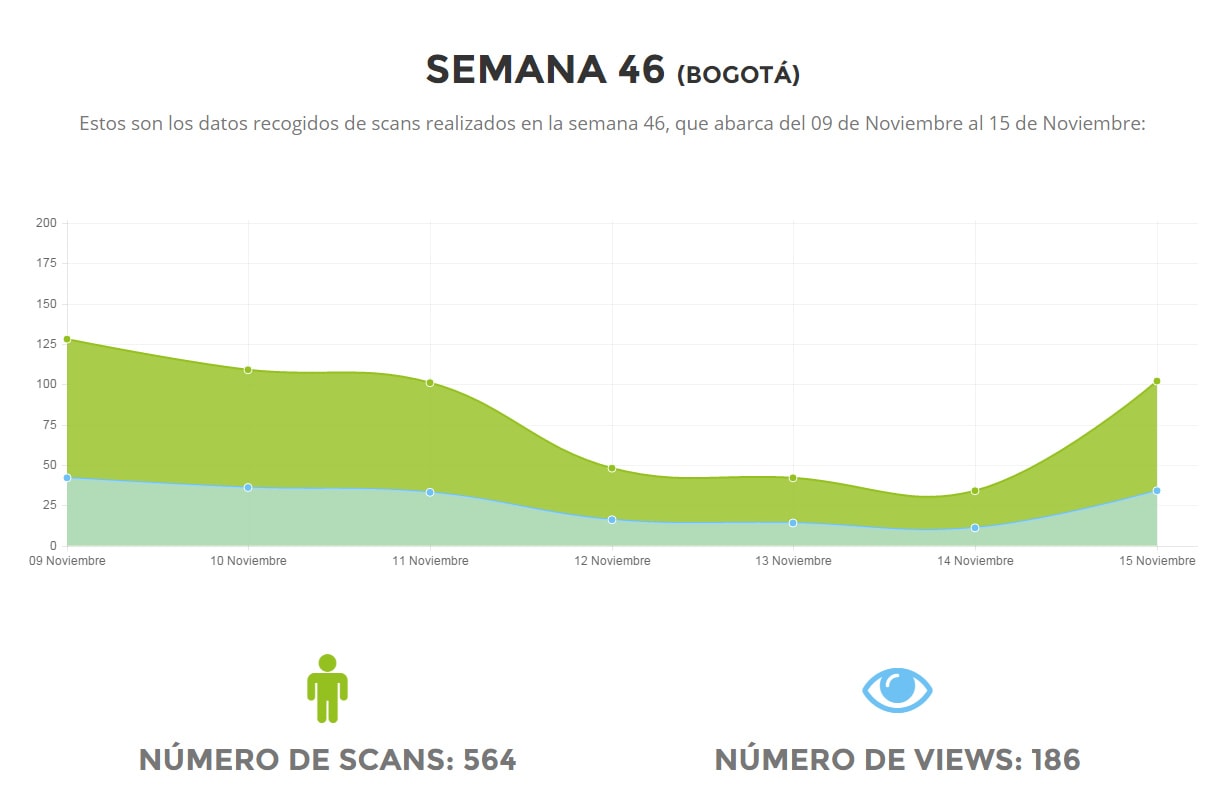 SEMANA 46 (BOGOTÁ)
Estos son los datos recogidos de scans realizados en la semana 46, que abarca del 09 de Noviembre al 15 de Noviembre:
200
175
150
125
100
75
50
25
0
09 Noviembre 10 Noviembre 11 Noviembre 12 Noviembre 13 Noviembre 14 Noviembre 15 Noviembre
NÚMERO DE SCANS: 564 NÚMERO DE VIEWS: 186